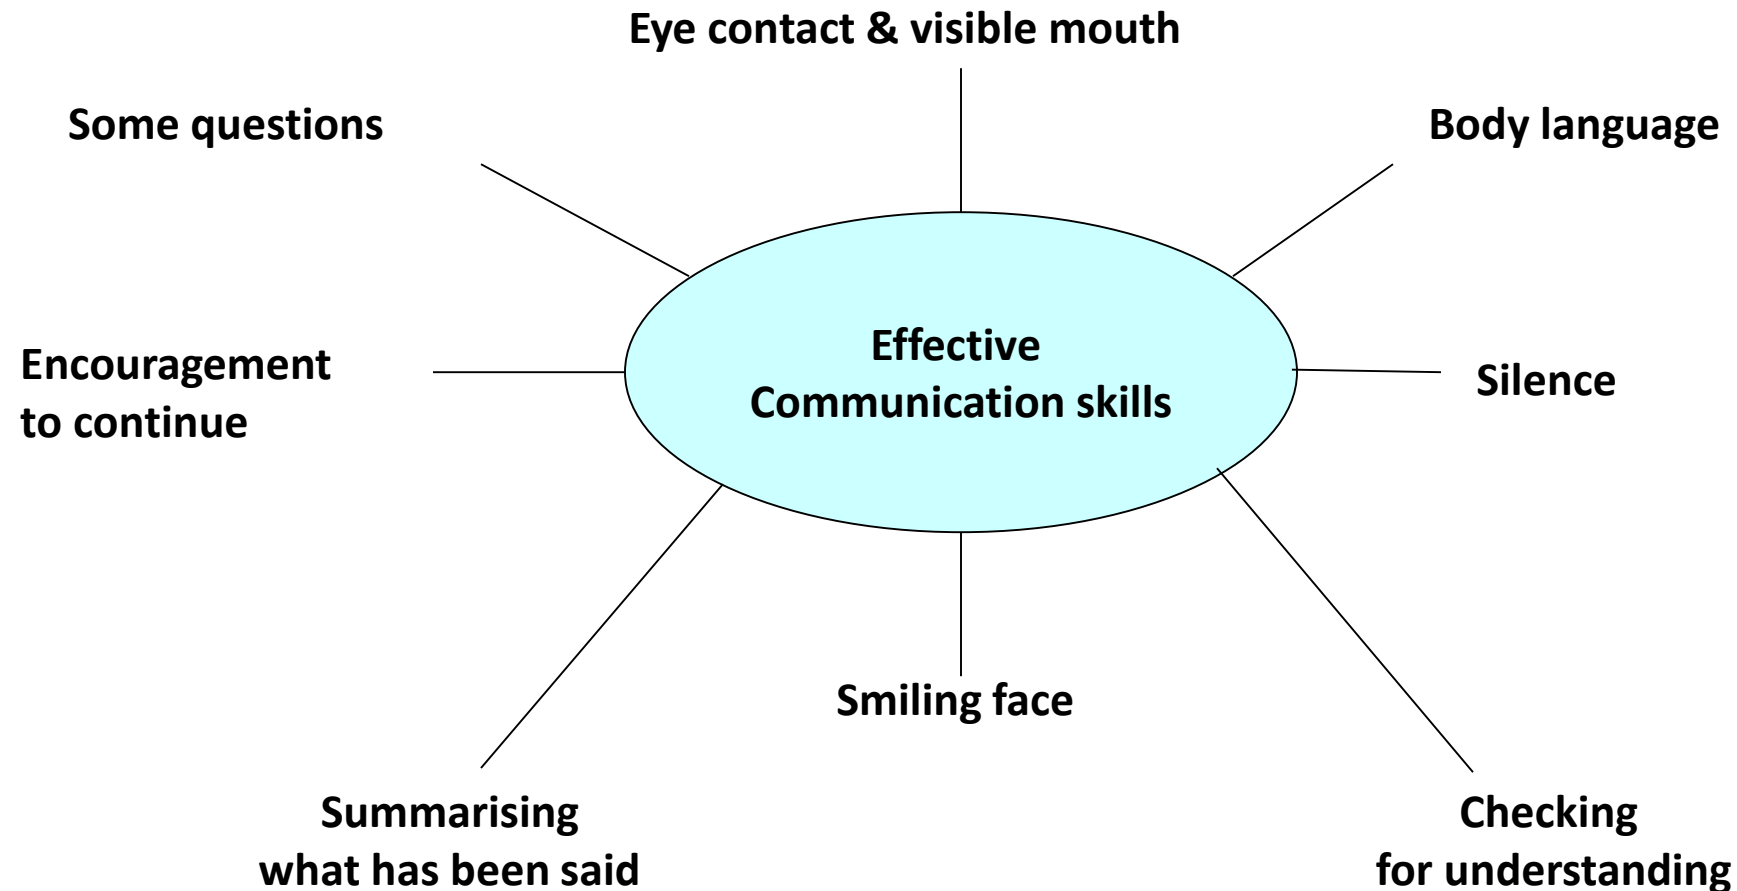 Eye contact & visible mouth
Some questions
Body language
Effective
Communication skills
Encouragement
to continue
Silence
Smiling face
Summarising
what has been said
Checking
for understanding